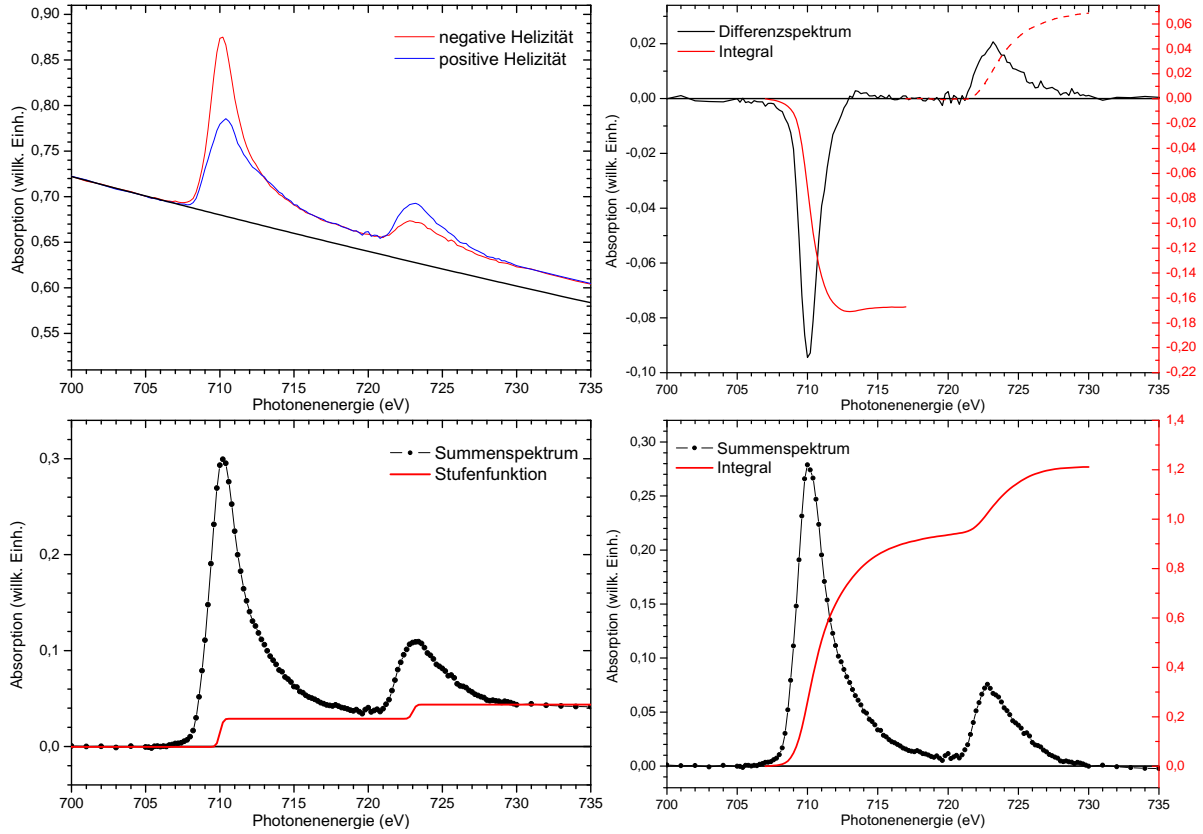 0,90
0,85
0,80
0,75
0,70
0,65
0,60
0,55
Absorption (willk. Einh.)
negative Helizität
positive Helizität
700 705 710 715 720 725 730 735
Photonenenergie (eV)
0,02
0,00
-0,02
-0,04
-0,06
-0,08
-0,10
Absorption (willk. Einh.)
Differenzspektrum
Integral
0,06
0,04
0,02
0,00
-0,02
-0,04
-0,06
-0,08
-0,10
-0,12
-0,14
-0,16
-0,18
-0,20
-0,22
700 705 710 715 720 725 730 735
Photonenenergie (eV)
0,3
0,2
0,1
0,0
Absorption (willk. Einh.)
Summenspektrum
Stufenfunktion
700 705 710 715 720 725 730 735
Photonenenergie (eV)
0,30
0,25
0,20
0,15
0,10
0,05
0,00
Absorption (willk. Einh.)
Summenspektrum
Integral
1,4
1,2
1,0
0,8
0,6
0,4
0,2
0,0
700 705 710 715 720 725 730 735
Photonenenergie (eV)